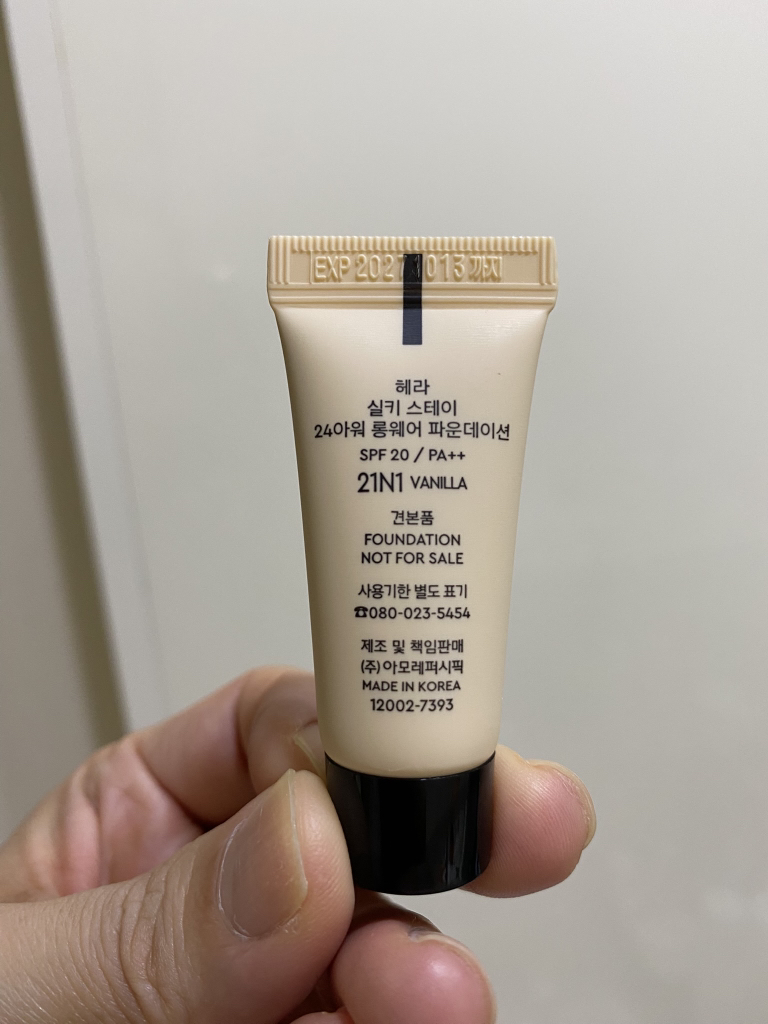 헤라
실키 스테이
24아워 롱웨어 파운데이션
SPF 20 / PA++
21N1 VANILLA
견본품
FOUNDATION
NOT FOR SALE
사용기한 별도 표기
☎080-023-5454
제조 및 책임판매
(주)아모레퍼시픽
MADE IN KOREA
12002-7393